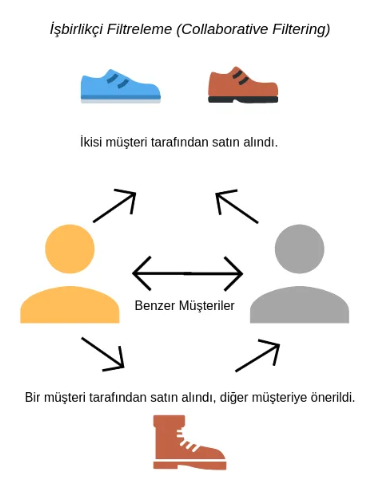 İşbirlikçi Filtreleme (Collaborative Filtering)
İkisi müşteri tarafından satın alındı.
Benzer Müşteriler
Bir müşteri tarafından satın alındı, diğer müşteriye önerildi.